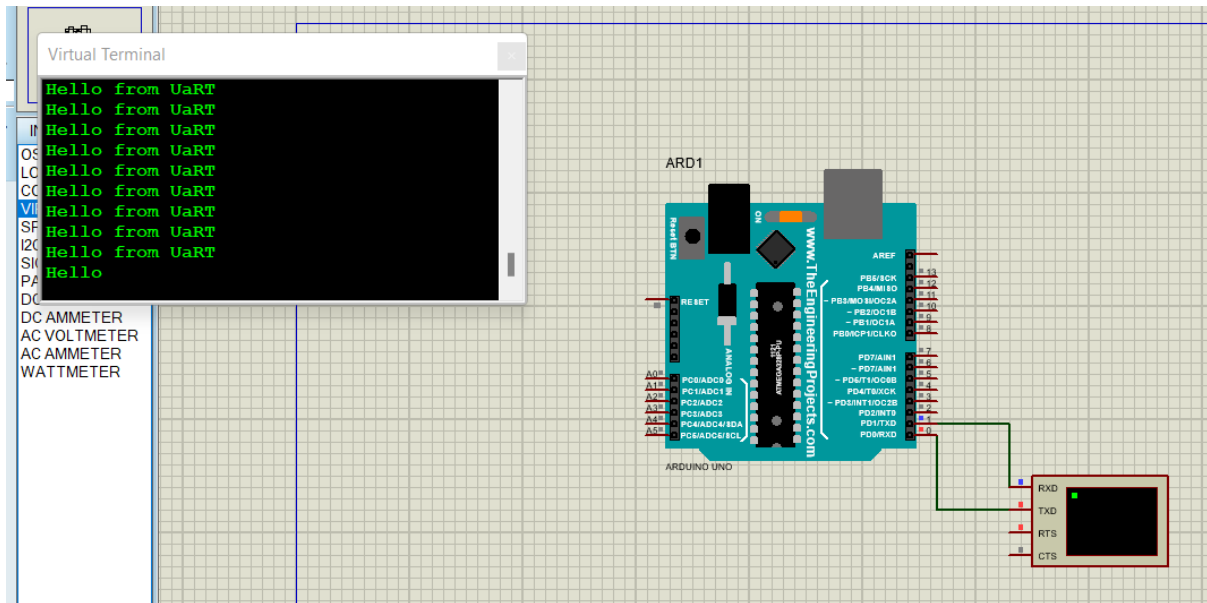 Virtual Terminal
Hello from UaRT
Hello from UaRT
Hello from UaRT
Hello from UaRT
Hello from UaRT
Hello from UaRT
Hello from UaRT
Hello from UaRT
Hello from UaRT
Hello
DC AMMETER
AC VOLTMETER
AC AMMETER
WATTMETER
ARD1
Reset BTN
ON
www.TheEngineeringProjects.com
RESET
ANALOG IN
AREF
PB5/SCK
13
PB4/MISO
12
~PB3/MOSI/OC2A
11
~PB2/OC1B
10
~PB1/OC1A
9
PB0/ICP1/CLKO
8
PD7/AIN1
7
~PD7/AIN1
6
~PD5/T1/OC0B
5
PD4/T0/XCK
4
~PD3/INT1/OC2B
3
PD2/INT0
2
PD1/TXD
1
PD0/RXD
0
A0
PC0/ADC0
A1
PC1/ADC1
A2
PC2/ADC2
A3
PC3/ADC3
A4
PC4/ADC4/SDA
A5
PC5/ADC5/SCL
ARDUINO UNO
RXD
TXD
RTS
CTS